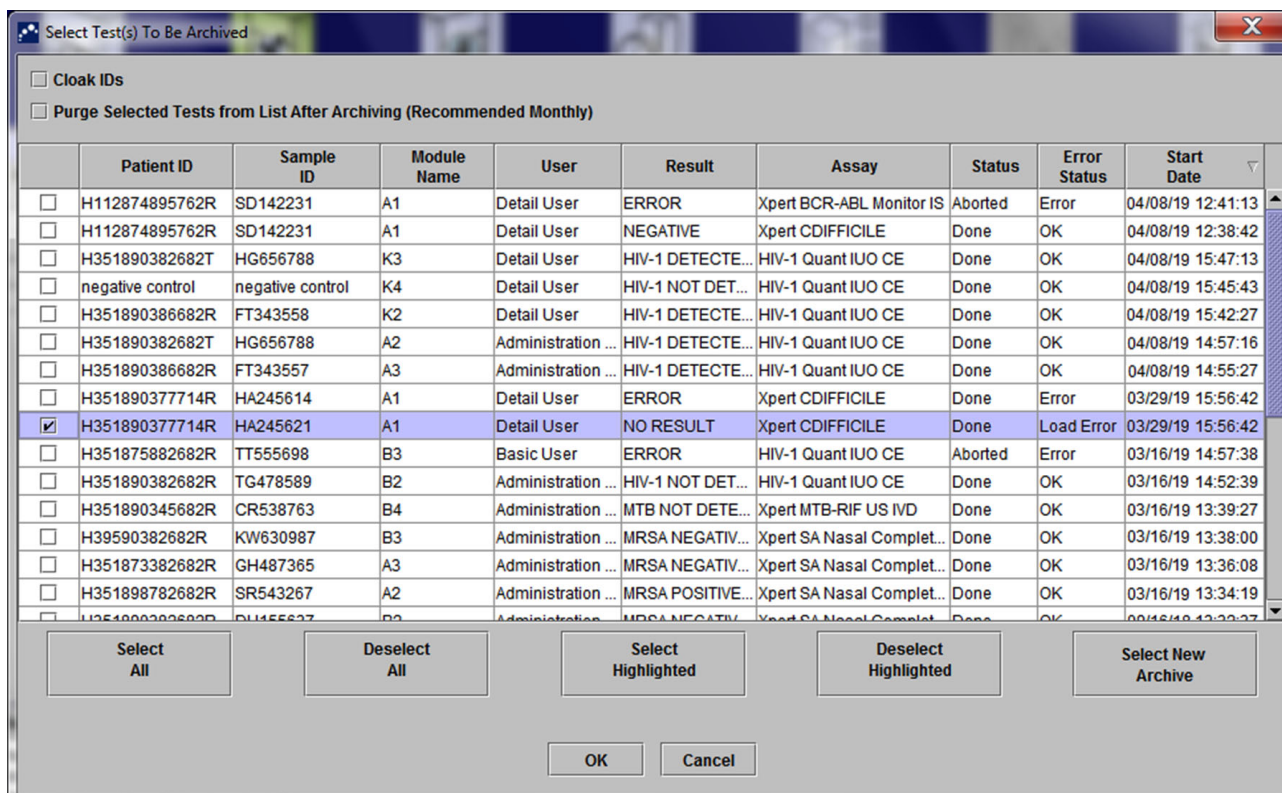 Select Test(s) To Be Archived
Cloak IDs
Purge Selected Tests from List After Archiving (Recommended Monthly)
Patient ID Sample ID Module Name User Result Assay Status Error Status Start Date
H112874895762R SD142231 A1 Detail User ERROR Xpert BCR-ABL Monitor IS Aborted Error 04/08/19 12:41:13
H112874895762R SD142231 A1 Detail User NEGATIVE Xpert CDIFFICILE Done OK 04/08/19 12:38:42
H351890382682T HG656788 K3 Detail User HIV-1 DETECTE... HIV-1 Quant IUO CE Done OK 04/08/19 15:47:13
negative control negative control K4 Detail User HIV-1 NOT DET... HIV-1 Quant IUO CE Done OK 04/08/19 15:45:43
H351890386682R FT343558 K2 Detail User HIV-1 DETECTE... HIV-1 Quant IUO CE Done OK 04/08/19 15:42:27
H351890382682T HG656788 A2 Administration ... HIV-1 DETECTE... HIV-1 Quant IUO CE Done OK 04/08/19 14:57:16
H351890386682R FT343557 A3 Administration ... HIV-1 DETECTE... HIV-1 Quant IUO CE Done OK 04/08/19 14:55:27
H351890377714R HA245614 A1 Detail User ERROR Xpert CDIFFICILE Done Error 03/29/19 15:56:42
H351890377714R HA245621 A1 Detail User NO RESULT Xpert CDIFFICILE Done Load Error 03/29/19 15:56:42
H351875882682R TT555698 B3 Basic User ERROR HIV-1 Quant IUO CE Aborted Error 03/16/19 14:57:38
H351890382682R TG478589 B2 Administration ... HIV-1 NOT DET... HIV-1 Quant IUO CE Done OK 03/16/19 14:52:39
H351890345682R CR538763 B4 Administration ... MTB NOT DETE... Xpert MTB-RIF US IVD Done OK 03/16/19 13:39:27
H39590382682R KW630987 B3 Administration ... MRSA NEGATIV... Xpert SA Nasal Complet... Done OK 03/16/19 13:38:00
H351873382682R GH487365 A3 Administration ... MRSA NEGATIV... Xpert SA Nasal Complet... Done OK 03/16/19 13:36:08
H351898782682R SR543267 A2 Administration ... MRSA POSITIVE... Xpert SA Nasal Complet... Done OK 03/16/19 13:34:19
Select All Deselect All Select Highlighted Deselect Highlighted Select New Archive
OK Cancel